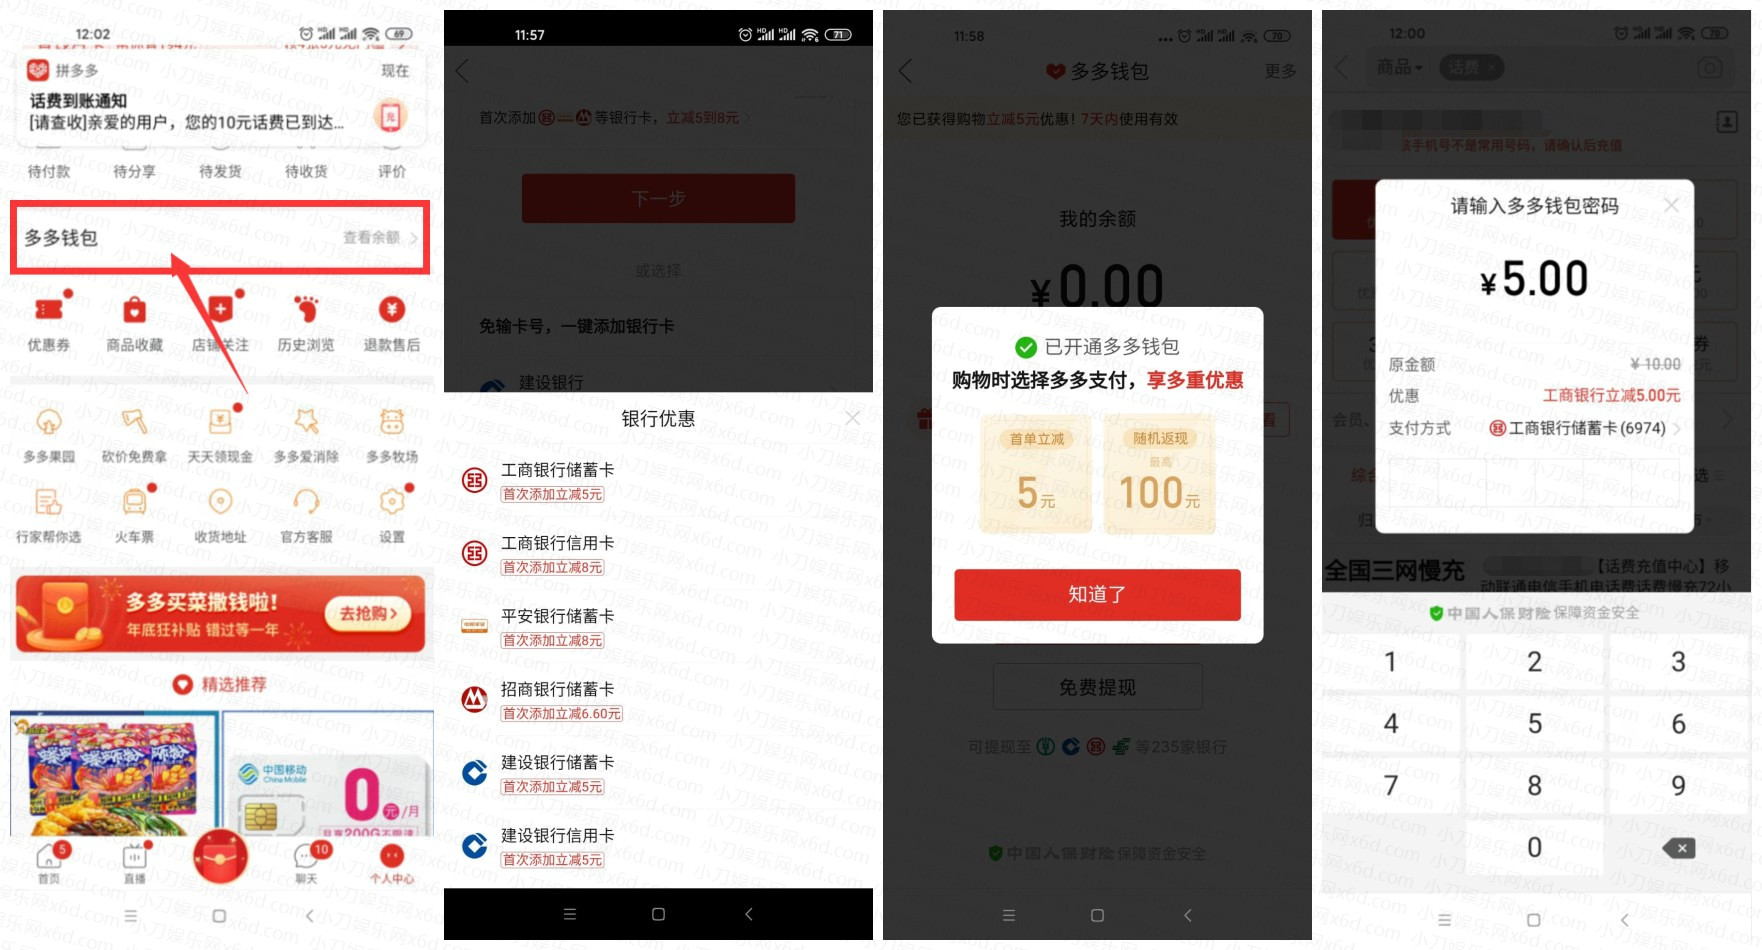 12:02
69
拼多多
现在
话费到账通知
[请查收]亲爱的用户，您的10元话费已到达...
待付款
待分享
待发货
待收货
评价
多多钱包
查看余额
优惠券
商品收藏
店铺关注
历史浏览
退款售后
多多果园
砍价免费拿
天天领现金
多多爱消除
多多牧场
行家帮你选
火车票
收货地址
官方客服
设置
多多买菜撒钱啦!
年底狂补贴 错过等一年
去抢购
精选推荐
中国移动
China Mobile
0元/月
5
首页
直播
10
聊天
个人中心
11:57
71
首次添加
等银行卡，立减5到8元
下一步
或选择
免输卡号，一键添加银行卡
建设银行
银行优惠
工商银行储蓄卡
首次添加立减5元
工商银行信用卡
首次添加立减8元
平安银行储蓄卡
首次添加立减8元
招商银行储蓄卡
首次添加立减6.60元
建设银行储蓄卡
首次添加立减5元
建设银行信用卡
首次添加立减5元
11:58
70
多多钱包
更多
您已获得购物立减5元优惠! 7天内使用有效
我的余额
¥0.00
已开通多多钱包
购物时选择多多支付，享多重优惠
首单立减
5元
随机返现
最高
100元
知道了
免费提现
可提现至
等235家银行
中国人保财险 保障资金安全
12:00
70
商品
话费 ×
手机号不是常用号码，请确认后充值
请输入多多钱包密码
¥5.00
原金额
¥10.00
优惠
工商银行立减5.00元
支付方式
工商银行储蓄卡(6974)
会员、
综合
全国三网慢充
【话费充值中心】移
动联通电信手机电话费话费慢充72小
中国人保财险 保障资金安全
1
2
3
4
5
6
7
8
9
0
小刀娱乐网x6d.com